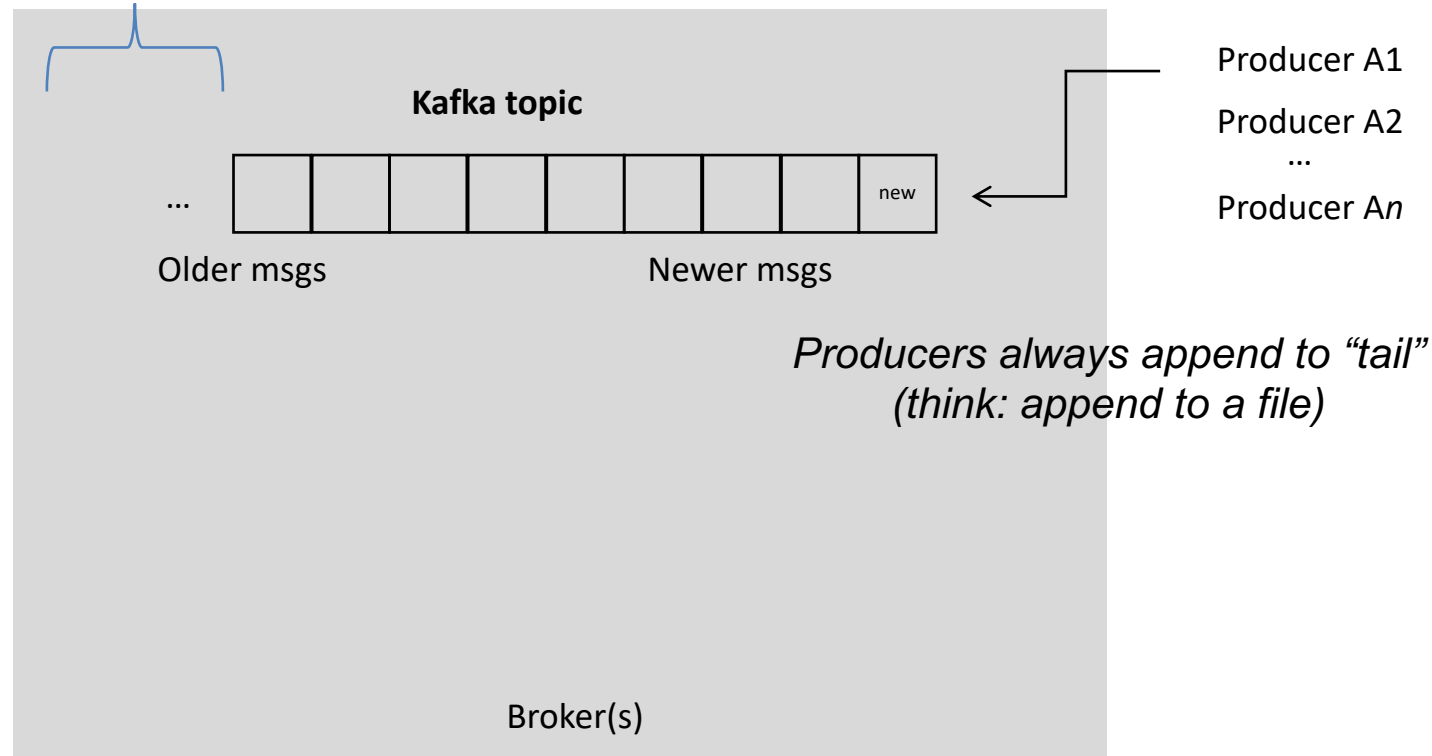 Producer A1
Kafka topic
Producer A2
...
new
...
Producer An
Older msgs
Newer msgs
Producers always append to “tail”
(think: append to a file)
Broker(s)